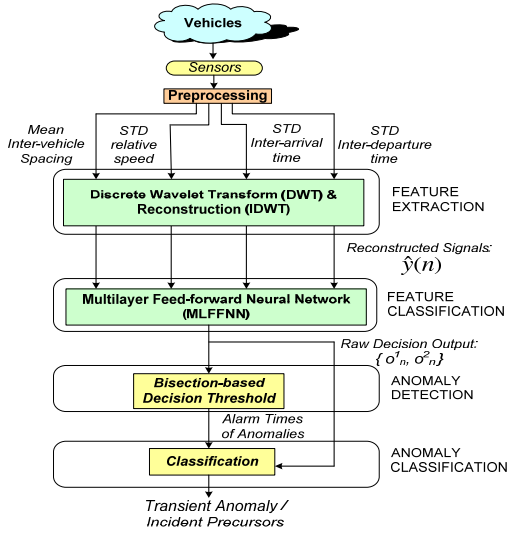 Vehicles
Sensors
Preprocessing
Mean
Inter-vehicle
Spacing
STD
relative
speed
STD
Inter-arrival
time
STD
Inter-departure
time
Discrete Wavelet Transform (DWT) &
Reconstruction (IDWT)
FEATURE
EXTRACTION
Reconstructed Signals:
ŷ(n)
Multilayer Feed-forward Neural Network
(MLFFNN)
FEATURE
CLASSIFICATION
Raw Decision Output:
{ o¹ₙ, o²ₙ}
Bisection-based
Decision Threshold
ANOMALY
DETECTION
Alarm Times
of Anomalies
Classification
ANOMALY
CLASSIFICATION
Transient Anomaly /
Incident Precursors